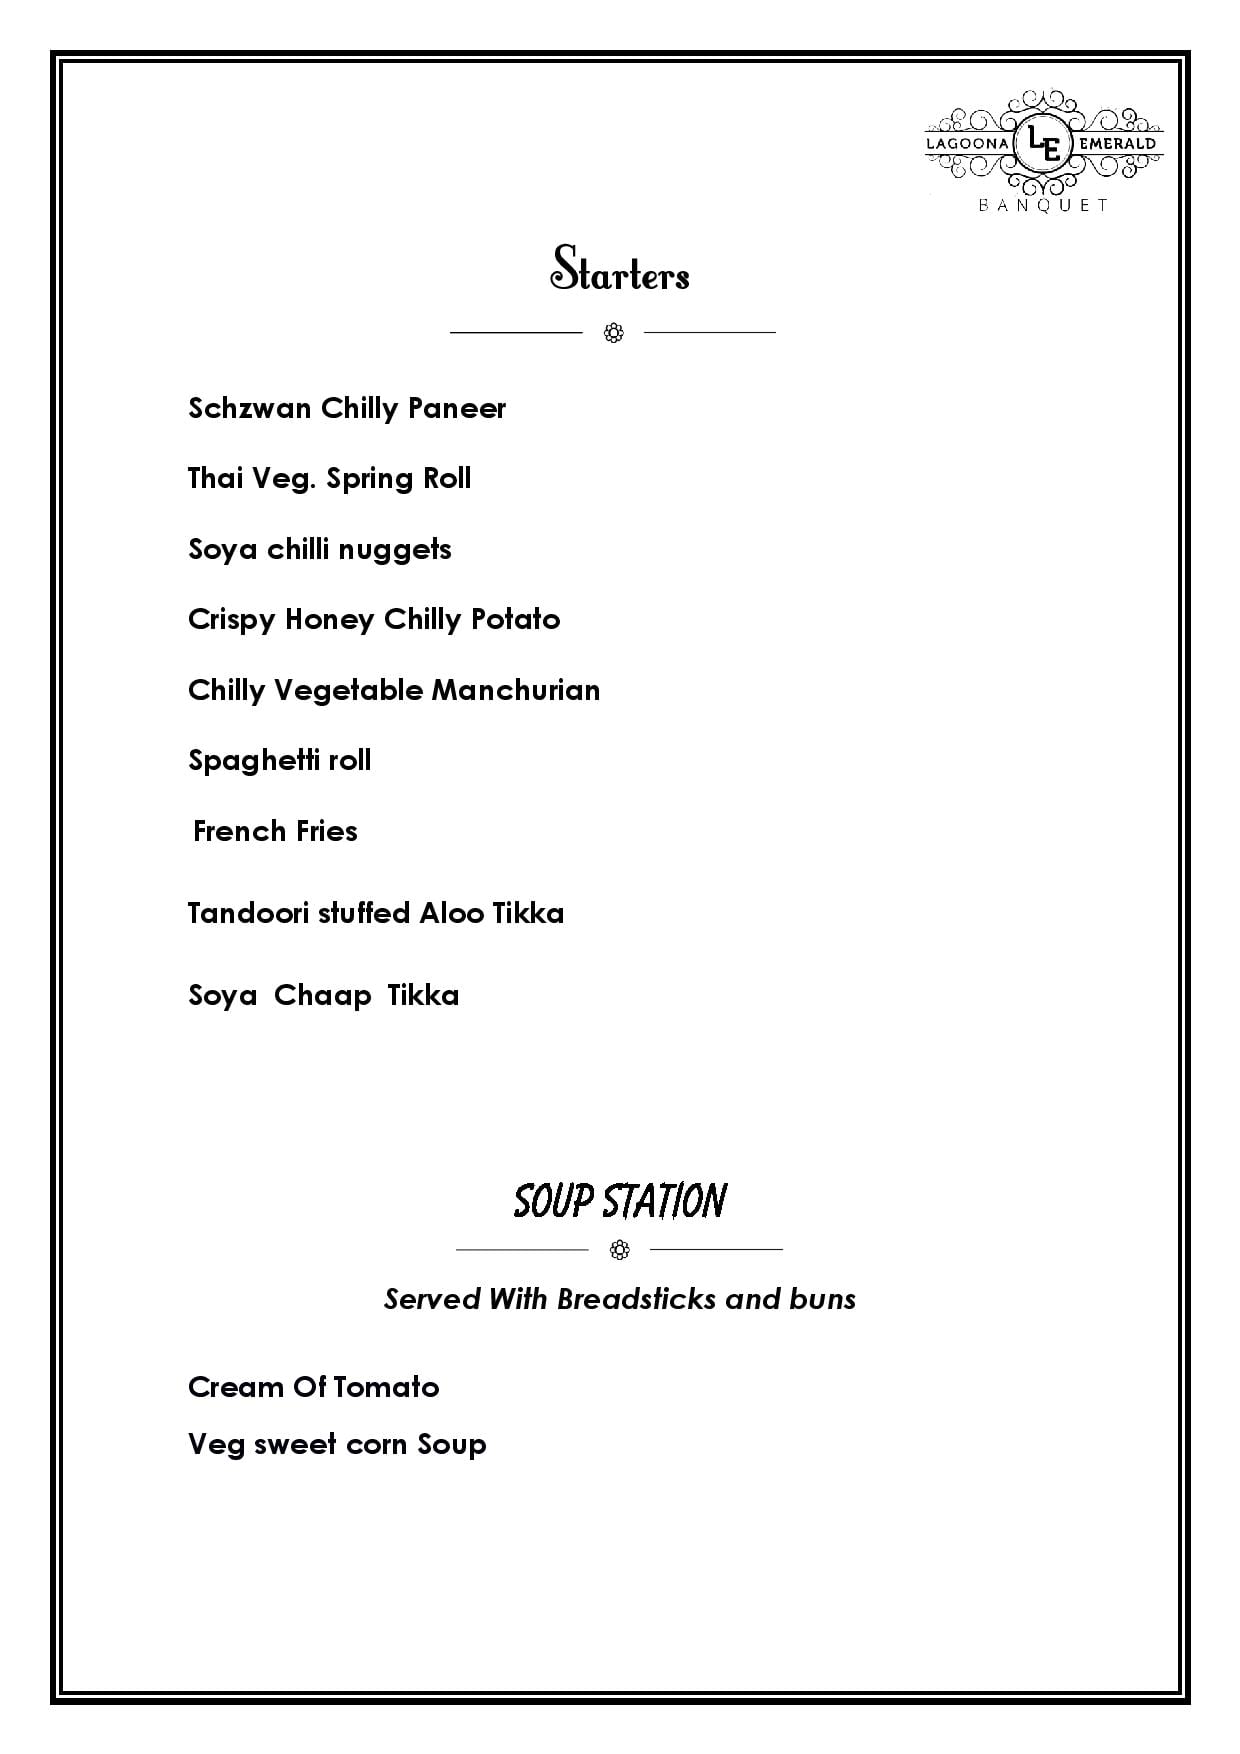 LAGOONA LE EMERALD
BANQUET
Starters
Schzwan Chilly Paneer
Thai Veg. Spring Roll
Soya chilli nuggets
Crispy Honey Chilly Potato
Chilly Vegetable Manchurian
Spaghetti roll
French Fries
Tandoori stuffed Aloo Tikka
Soya Chaap Tikka
SOUP STATION
Served With Breadsticks and buns
Cream Of Tomato
Veg sweet corn Soup